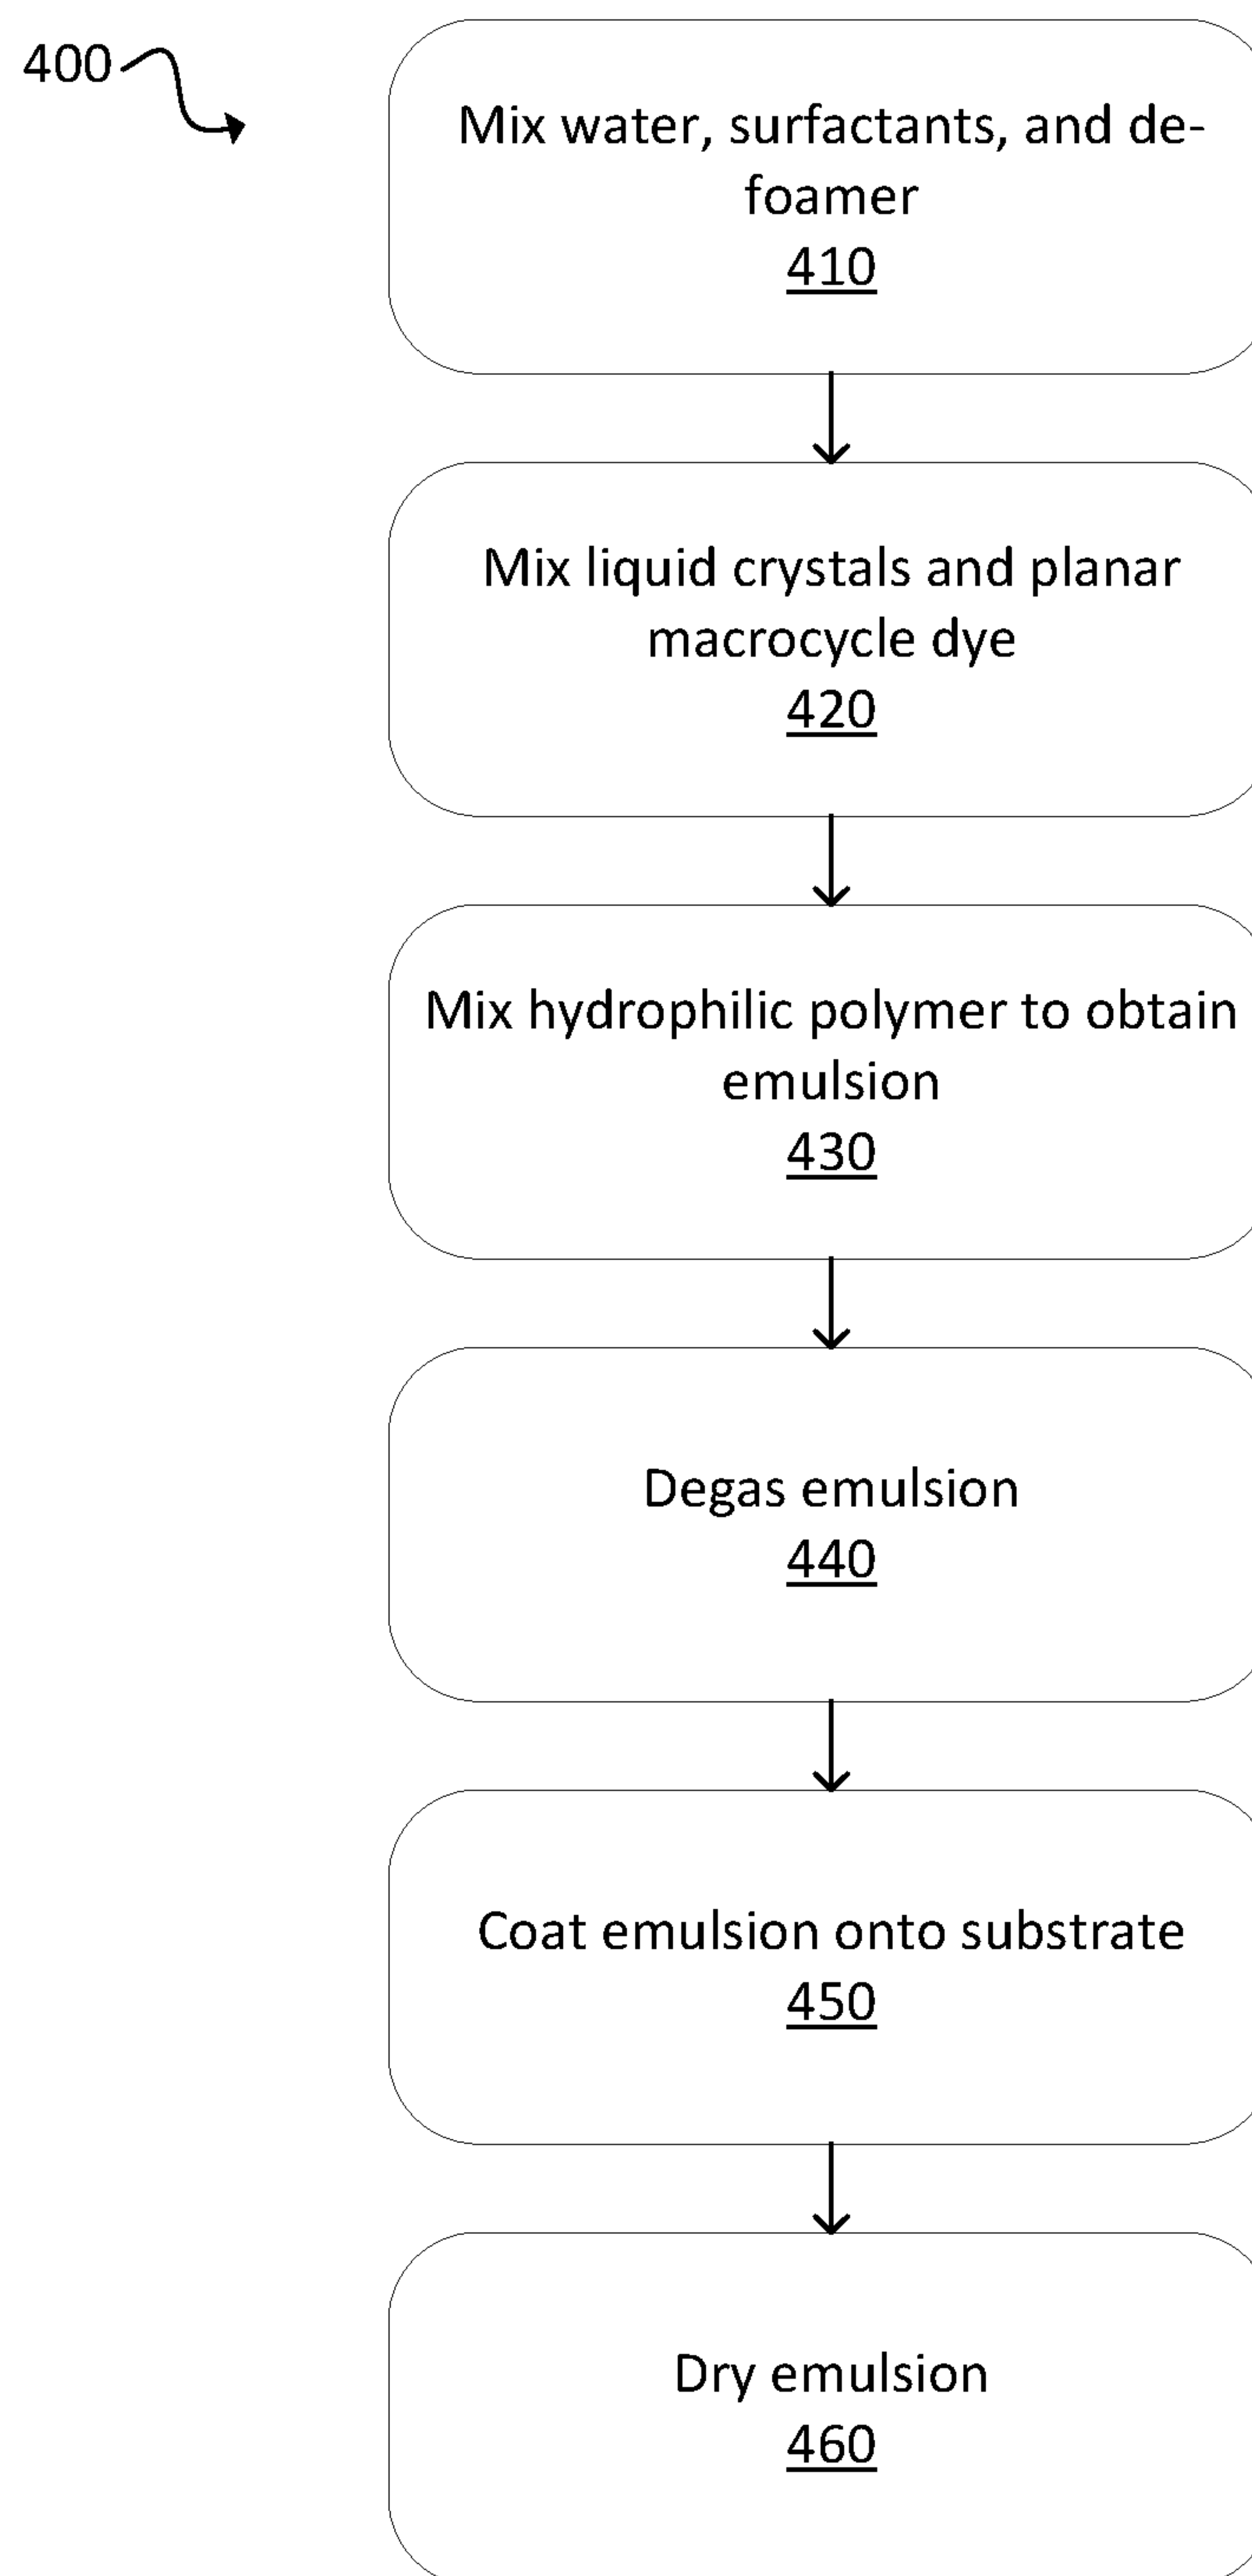 400
Mix water, surfactants, and de-
foamer
410
Mix liquid crystals and planar
macrocycle dye
420
Mix hydrophilic polymer to obtain
emulsion
430
Degas emulsion
440
Coat emulsion onto substrate
450
Dry emulsion
460